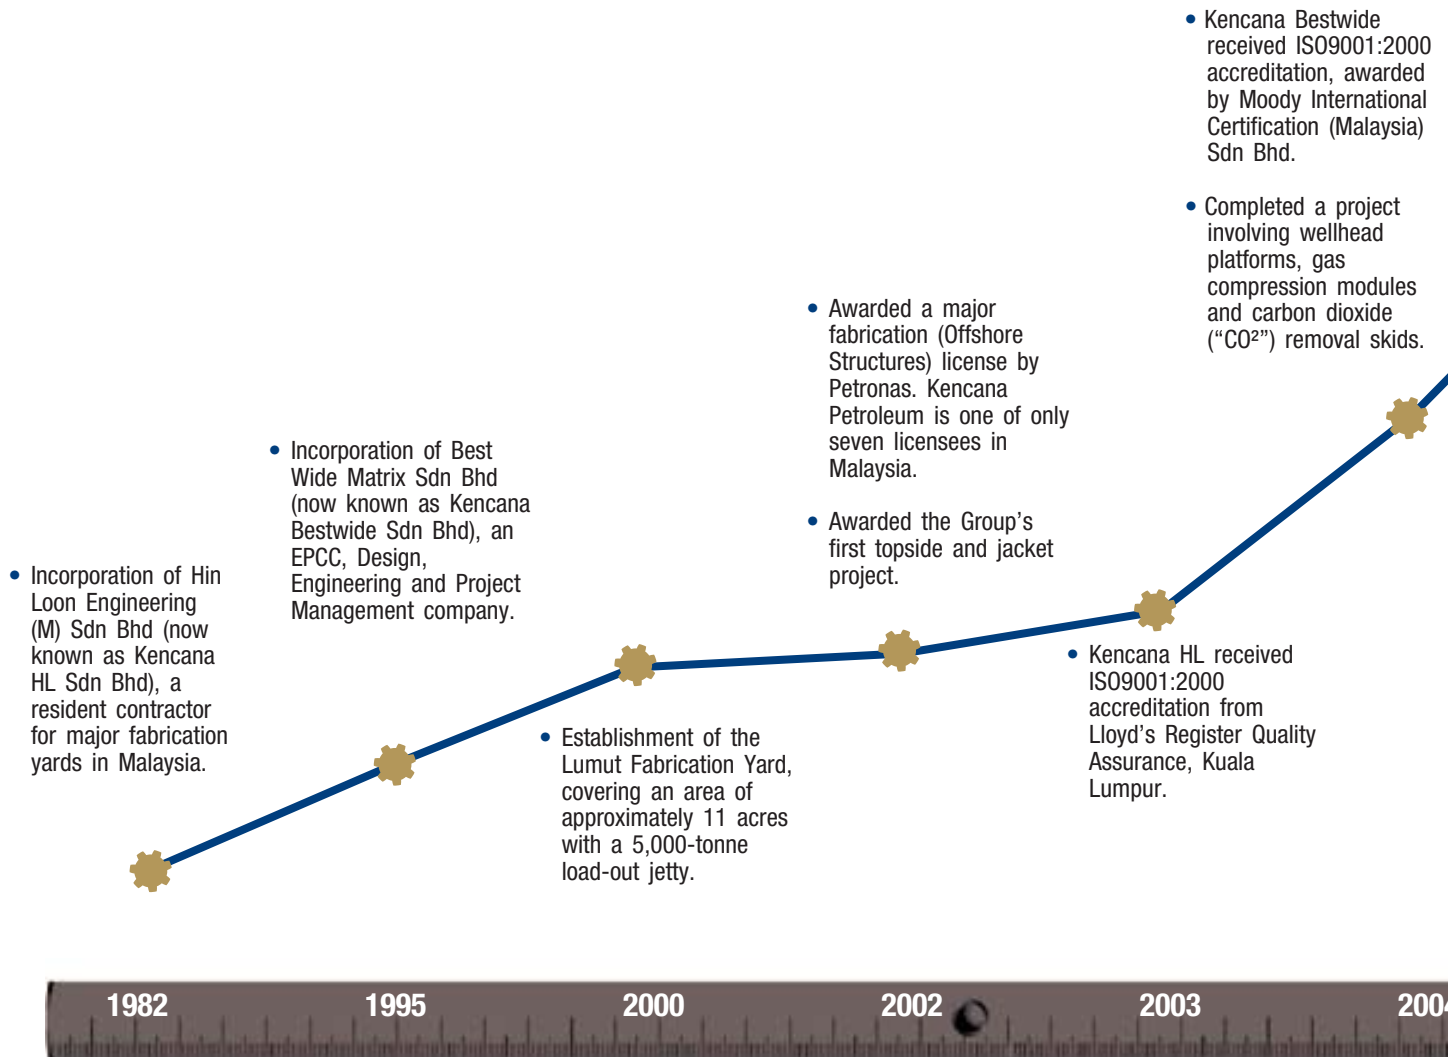 • Incorporation of Hin
Loon Engineering
(M) Sdn Bhd (now
known as Kencana
HL Sdn Bhd), a
resident contractor
for major fabrication
yards in Malaysia.
• Incorporation of Best
Wide Matrix Sdn Bhd
(now known as Kencana
Bestwide Sdn Bhd), an
EPCC, Design,
Engineering and Project
Management company.
• Establishment of the
Lumut Fabrication Yard,
covering an area of
approximately 11 acres
with a 5,000-tonne
load-out jetty.
• Awarded a major
fabrication (Offshore
Structures) license by
Petronas. Kencana
Petroleum is one of only
seven licensees in
Malaysia.
• Awarded the Group’s
first topside and jacket
project.
• Kencana HL received
ISO9001:2000
accreditation from
Lloyd’s Register Quality
Assurance, Kuala
Lumpur.
• Kencana Bestwide
received ISO9001:2000
accreditation, awarded
by Moody International
Certification (Malaysia)
Sdn Bhd.
• Completed a project
involving wellhead
platforms, gas
compression modules
and carbon dioxide
(“CO²”) removal skids.
1982 1995 2000 2002 2003 2004